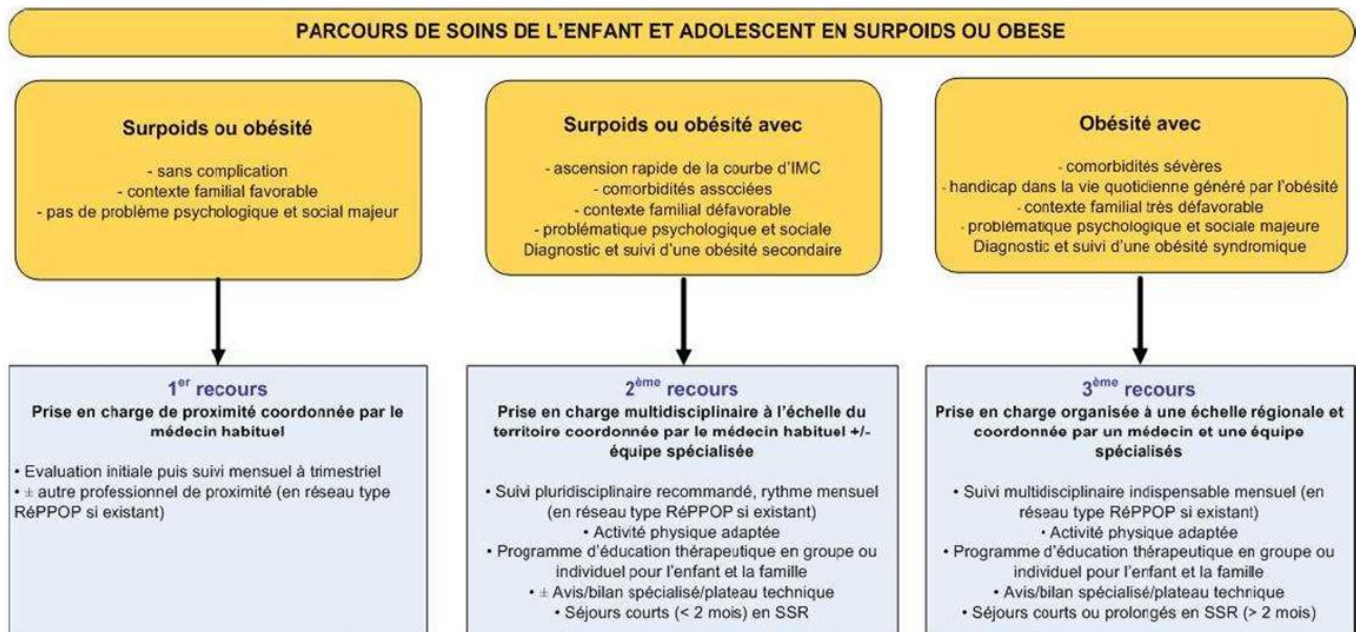 PARCOURS DE SOINS DE L'ENFANT ET ADOLESCENT EN SURPOIDS OU OBESE
Surpoids ou obésité
- sans complication
- contexte familial favorable
- pas de problème psychologique et social majeur
Surpoids ou obésité avec
- ascension rapide de la courbe d'IMC
- comorbidités associées
- contexte familial défavorable
- problématique psychologique et sociale
Diagnostic et suivi d'une obésité secondaire
Obésité avec
- comorbidités sévères
- handicap dans la vie quotidienne généré par l'obésité
- contexte familial très défavorable
- problématique psychologique et sociale majeure
Diagnostic et suivi d'une obésité syndromique
1er recours
Prise en charge de proximité coordonnée par le
médecin habituel
• Evaluation initiale puis suivi mensuel à trimestriel
• ± autre professionnel de proximité (en réseau type
RéPPOP si existant)
2ème recours
Prise en charge multidisciplinaire à l'échelle du
territoire coordonnée par le médecin habituel +/-
équipe spécialisée
• Suivi pluridisciplinaire recommandé, rythme mensuel
(en réseau type RéPPOP si existant)
• Activité physique adaptée
• Programme d'éducation thérapeutique en groupe ou
individuel pour l'enfant et la famille
• ± Avis/bilan spécialisé/plateau technique
• Séjours courts (< 2 mois) en SSR
3ème recours
Prise en charge organisée à une échelle régionale et
coordonnée par un médecin et une équipe
spécialisés
• Suivi multidisciplinaire indispensable mensuel (en
réseau type RéPPOP si existant)
• Activité physique adaptée
• Programme d'éducation thérapeutique en groupe ou
individuel pour l'enfant et la famille
• Avis/bilan spécialisé/plateau technique
• Séjours courts ou prolongés en SSR (> 2 mois)